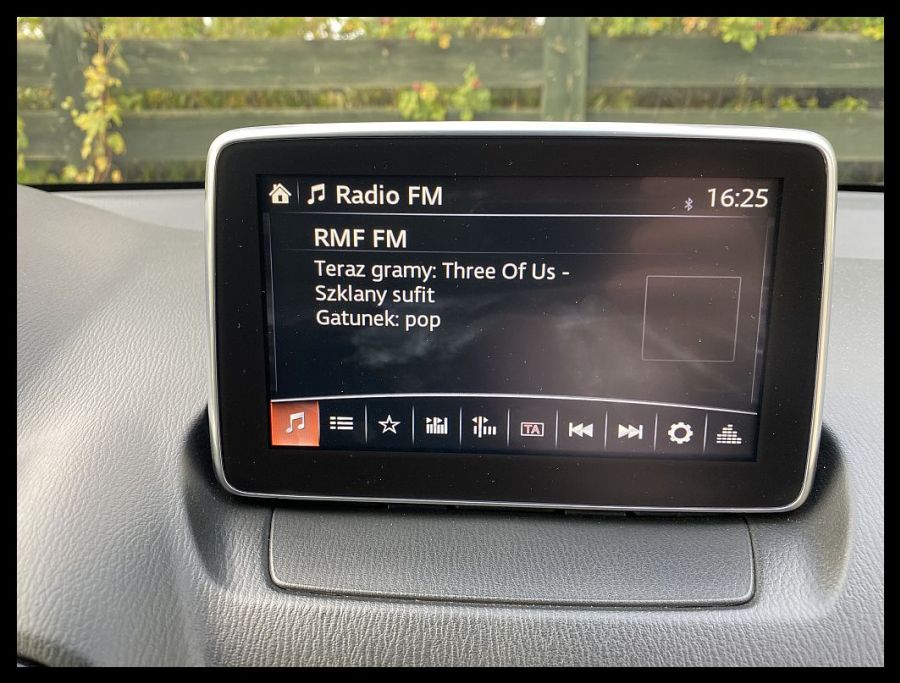 Radio FM
16:25
RMF FM
Teraz gramy: Three Of Us -
Szklany sufit
Gatunek: pop
TA